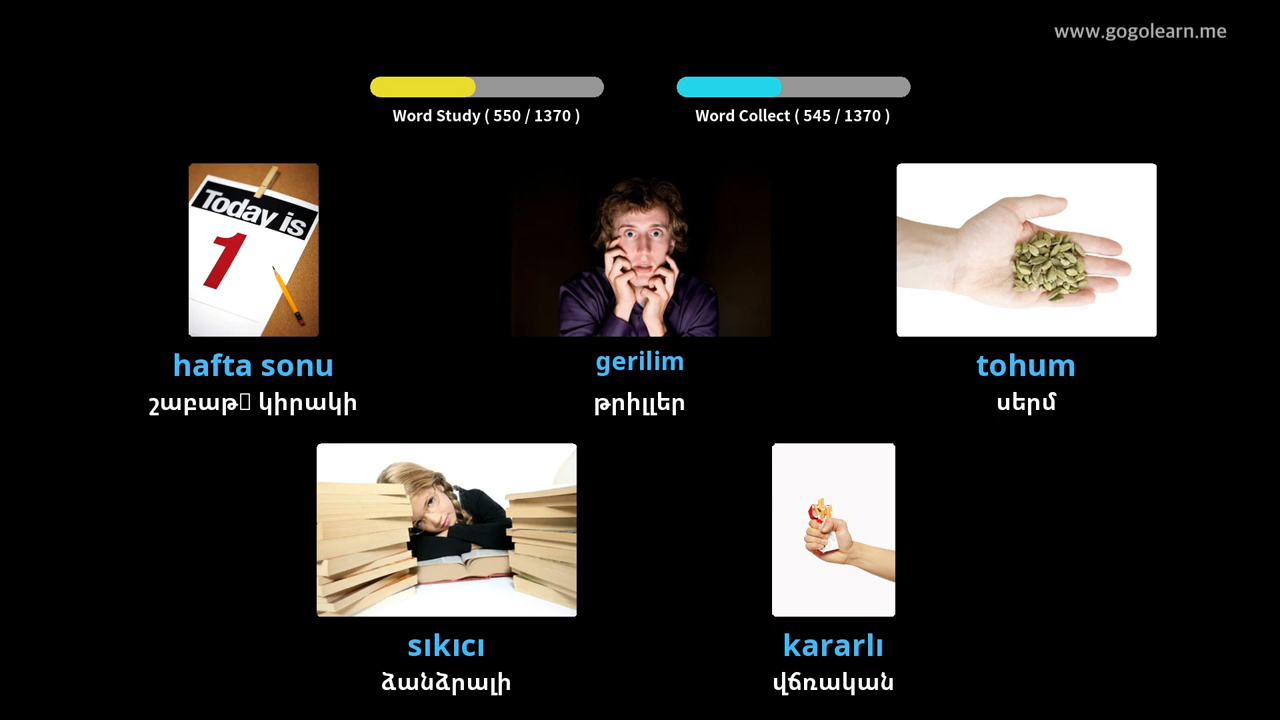 www.gogolearn.me
Word Study ( 550 / 1370 )
Word Collect ( 545 / 1370 )
Today is
1
hafta sonu
շաբաթ▯ կիրակի
gerilim
թրիլլեր
tohum
սերմ
sıkıcı
ձանձրալի
kararlı
վճռական